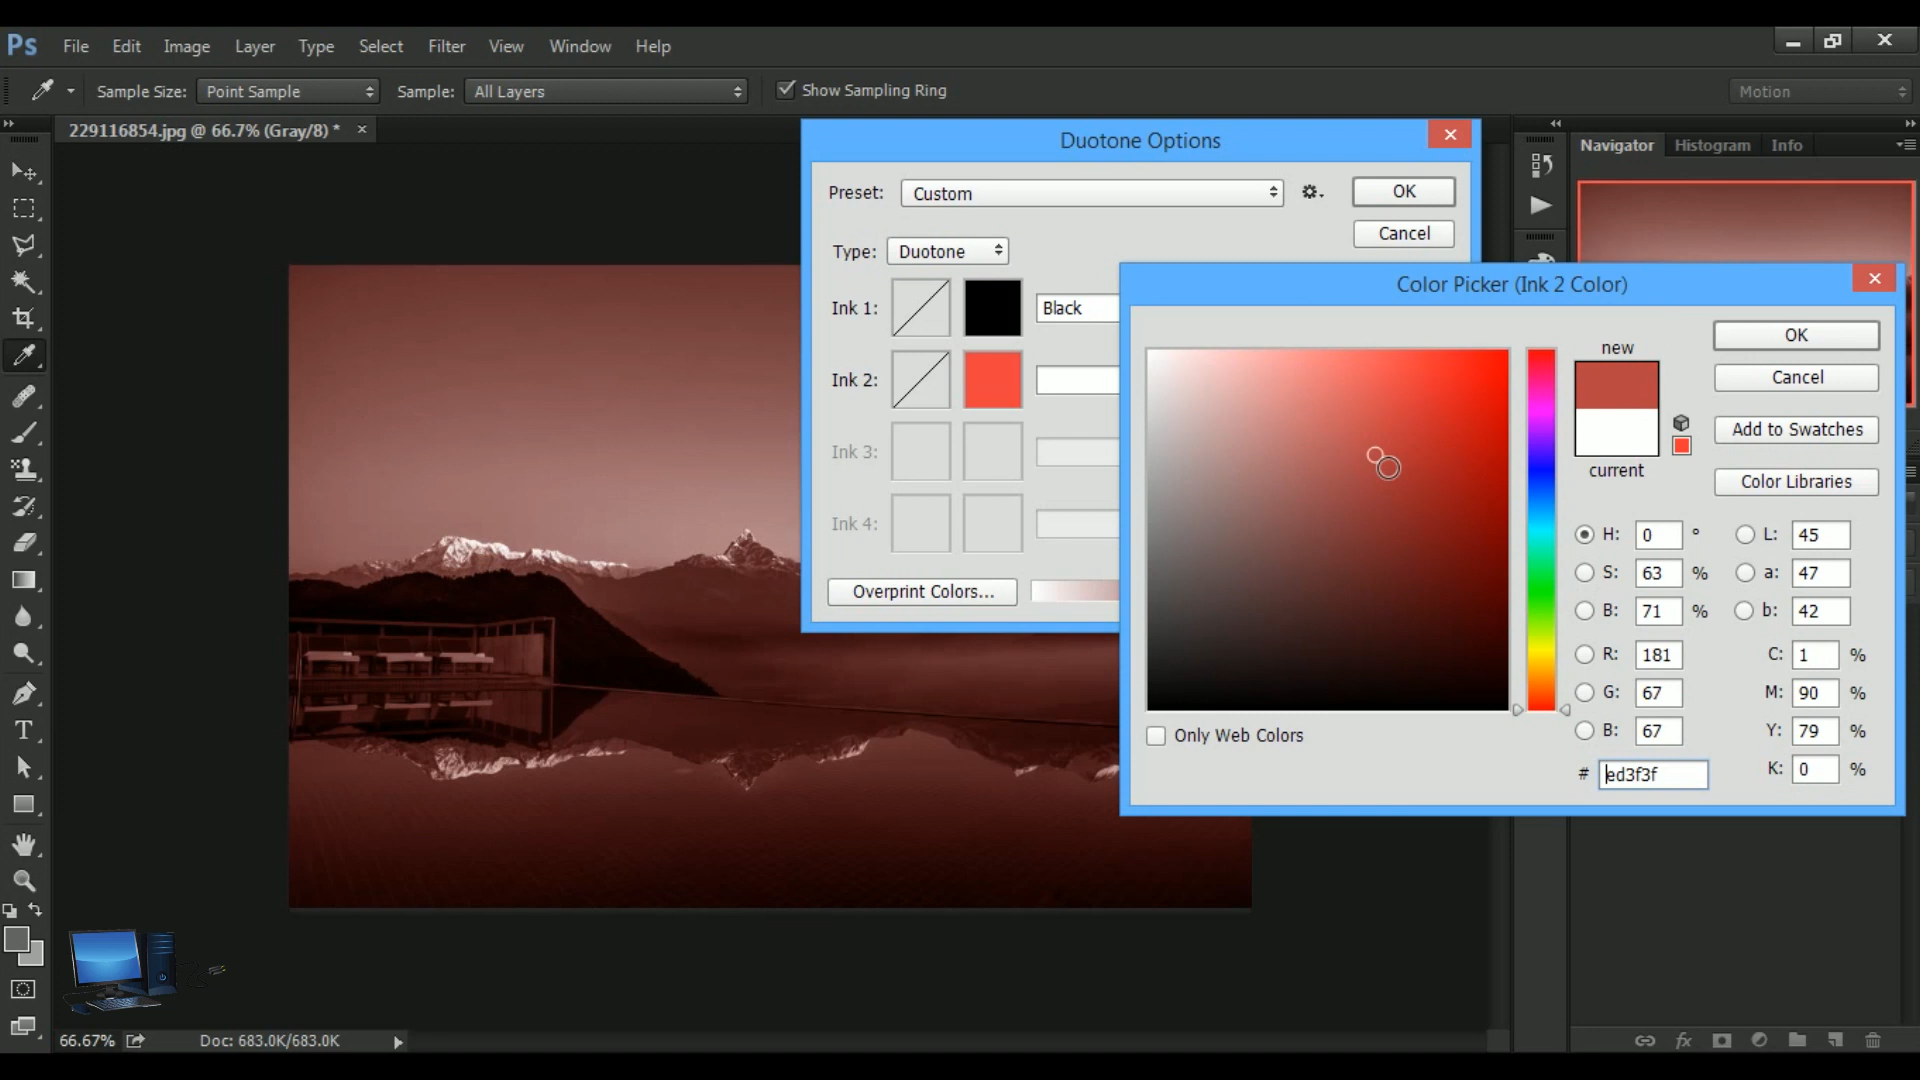 Ps File Edit Image Layer Type Select Filter View Window Help
Sample Size: Point Sample Sample: All Layers Show Sampling Ring Motion
229116854.jpg @ 66.7% (Gray/8) * ×
Duotone Options
Preset: Custom OK
Cancel
Type: Duotone
Ink 1: Black
Ink 2:
Ink 3:
Ink 4:
Overprint Colors...
Navigator Histogram Info
Color Picker (Ink 2 Color)
new
current
OK
Cancel
Add to Swatches
Color Libraries
H: 0 ° L: 45
S: 63 % a: 47
B: 71 % b: 42
R: 181 C: 1 %
G: 67 M: 90 %
B: 67 Y: 79 %
# ed3f3f K: 0 %
Only Web Colors
T
fx
66.67% Doc: 683.0K/683.0K